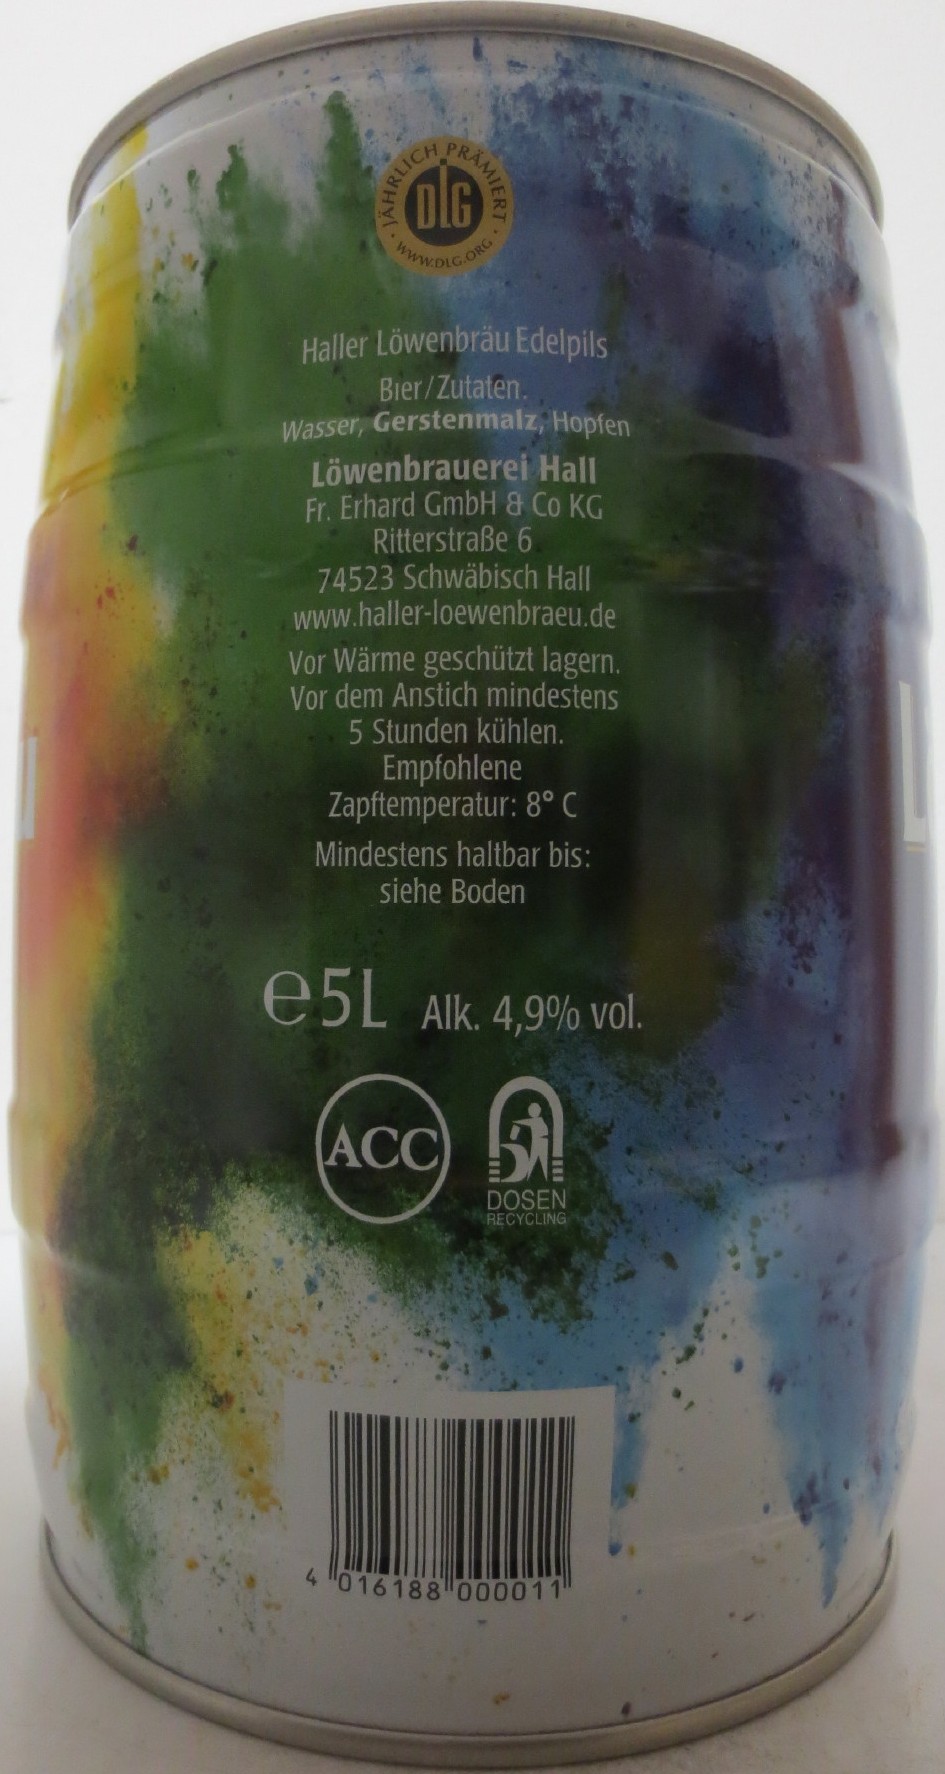 JÄHRLICH PRÄMIERT
DLG
WWW.DLG.ORG
Haller Löwenbräu Edelpils
Bier/Zutaten.
Wasser, Gerstenmalz, Hopfen
Löwenbrauerei Hall
Fr. Erhard GmbH & Co KG
Ritterstraße 6
74523 Schwäbisch Hall
www.haller-loewenbraeu.de
Vor Wärme geschützt lagern.
Vor dem Anstich mindestens
5 Stunden kühlen.
Empfohlene
Zapftemperatur: 8° C
Mindestens haltbar bis:
siehe Boden
℮5L Alk. 4,9% vol.
ACC
DOSEN
RECYCLING
4 016188 000011